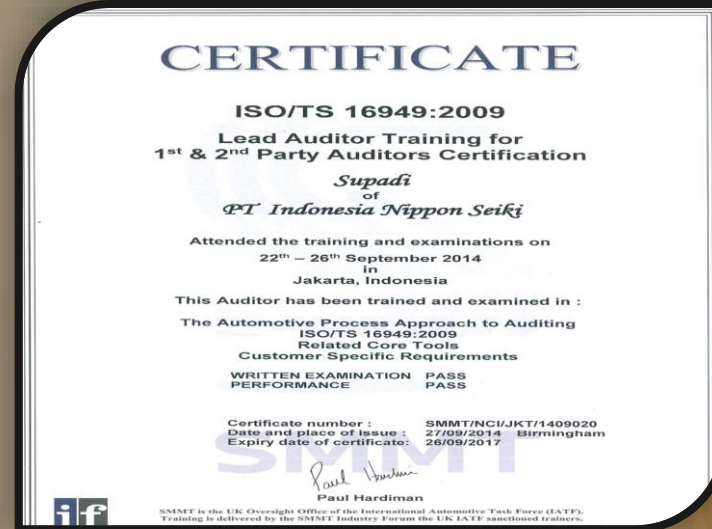 CERTIFICATE
ISO/TS 16949:2009
Lead Auditor Training for
1st & 2nd Party Auditors Certification
Supadi
of
PT Indonesia Nippon Seiki
Attended the training and examinations on
22th – 26th September 2014
in
Jakarta, Indonesia
This Auditor has been trained and examined in :
The Automotive Process Approach to Auditing
ISO/TS 16949:2009
Related Core Tools
Customer Specific Requirements
WRITTEN EXAMINATION PASS
PERFORMANCE PASS
Certificate number : SMMT/NCI/JKT/1409020
Date and place of issue : 27/09/2014 Birmingham
Expiry date of certificate: 26/09/2017
SMMT
Paul Hardiman
Paul Hardiman
if
SMMT is the UK Oversight Office of the International Automotive Task Force (IATF).
Training is delivered by the SMMT Industry Forum the UK IATF sanctioned trainers.